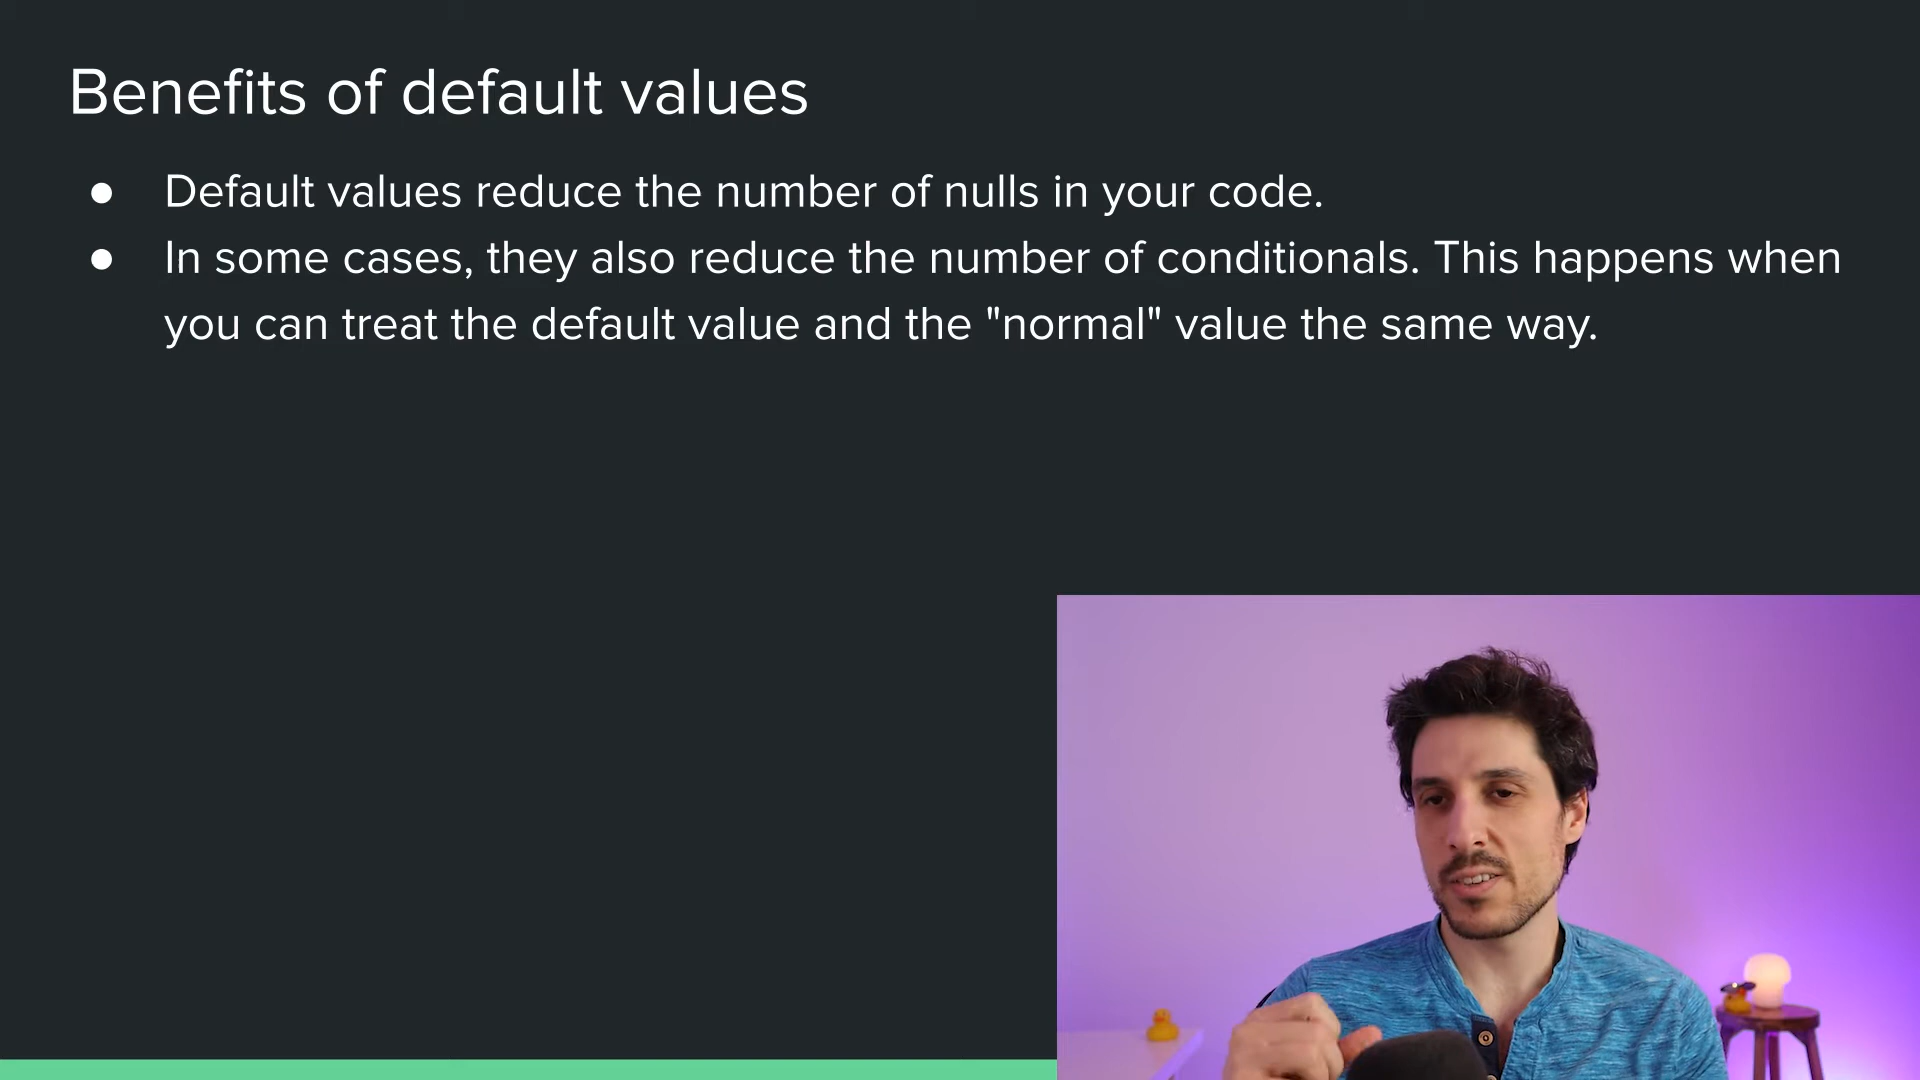 Benefits of default values
● Default values reduce the number of nulls in your code.
● In some cases, they also reduce the number of conditionals. This happens when
you can treat the default value and the "normal" value the same way.